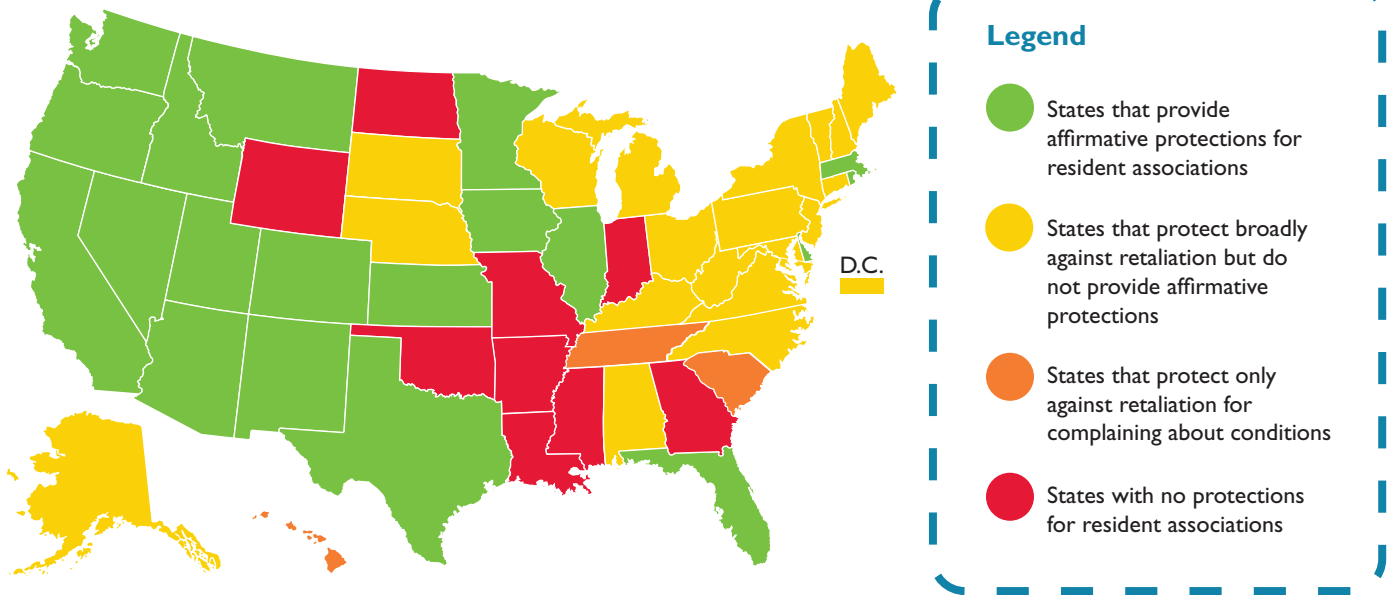 Legend
States that provide
affirmative protections for
resident associations
States that protect broadly
against retaliation but do
not provide affirmative
protections
D.C.
States that protect only
against retaliation for
complaining about conditions
States with no protections
for resident associations